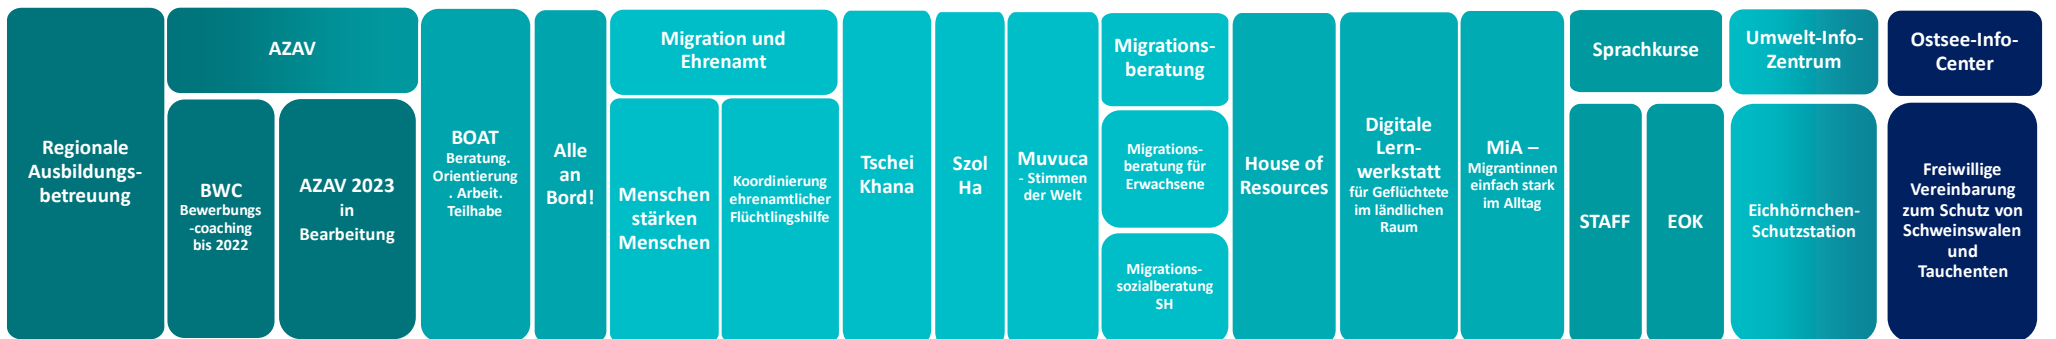 Regionale
Ausbildungs-
betreuung
AZAV
BWC
Bewerbungs
-coaching
bis 2022
AZAV 2023
in
Bearbeitung
BOAT
Beratung.
Orientierung
. Arbeit.
Teilhabe
Alle
an
Bord!
Migration und
Ehrenamt
Menschen
stärken
Menschen
Koordinierung
ehrenamtlicher
Flüchtlingshilfe
Tschei
Khana
Szol
Ha
Muvuca
- Stimmen
der Welt
Migrations-
beratung
Migrations-
beratung für
Erwachsene
Migrations-
sozialberatung
SH
House of
Resources
Digitale
Lern-
werkstatt
für Geflüchtete
im ländlichen
Raum
MiA –
Migrantinnen
einfach stark
im Alltag
Sprachkurse
STAFF
EOK
Umwelt-Info-
Zentrum
Eichhörnchen-
Schutzstation
Ostsee-Info-
Center
Freiwillige
Vereinbarung
zum Schutz von
Schweinswalen
und
Tauchenten